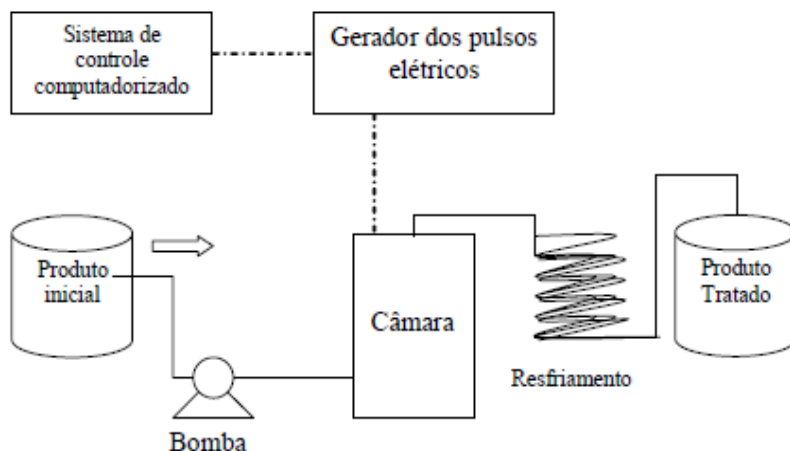 Sistema de
controle
computadorizado
Gerador dos pulsos
elétricos
Produto
inicial
Bomba
Câmara
Resfriamento
Produto
Tratado